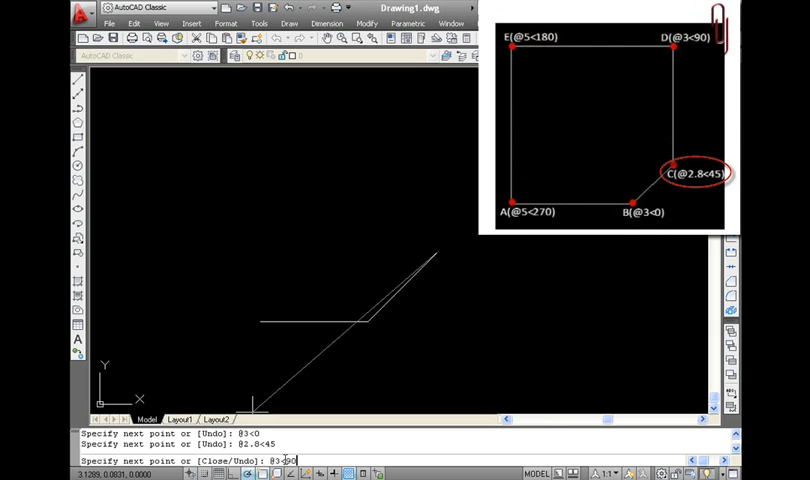 AutoCAD Classic
Drawing1.dwg
File Edit View Insert Format Tools Draw Dimension Modify Parametric
AutoCAD Classic
0
E(@5<180)
D(@3<90)
C(@2.8<45)
A(@5<270)
B(@3<0)
Y
X
Model Layout1 Layout2
Specify next point or [Undo]: @3<0
Specify next point or [Undo]: @2.8<45
Specify next point or [Close/Undo]: @3<90
3.1289, 0.0831, 0.0000
MODEL
1:1